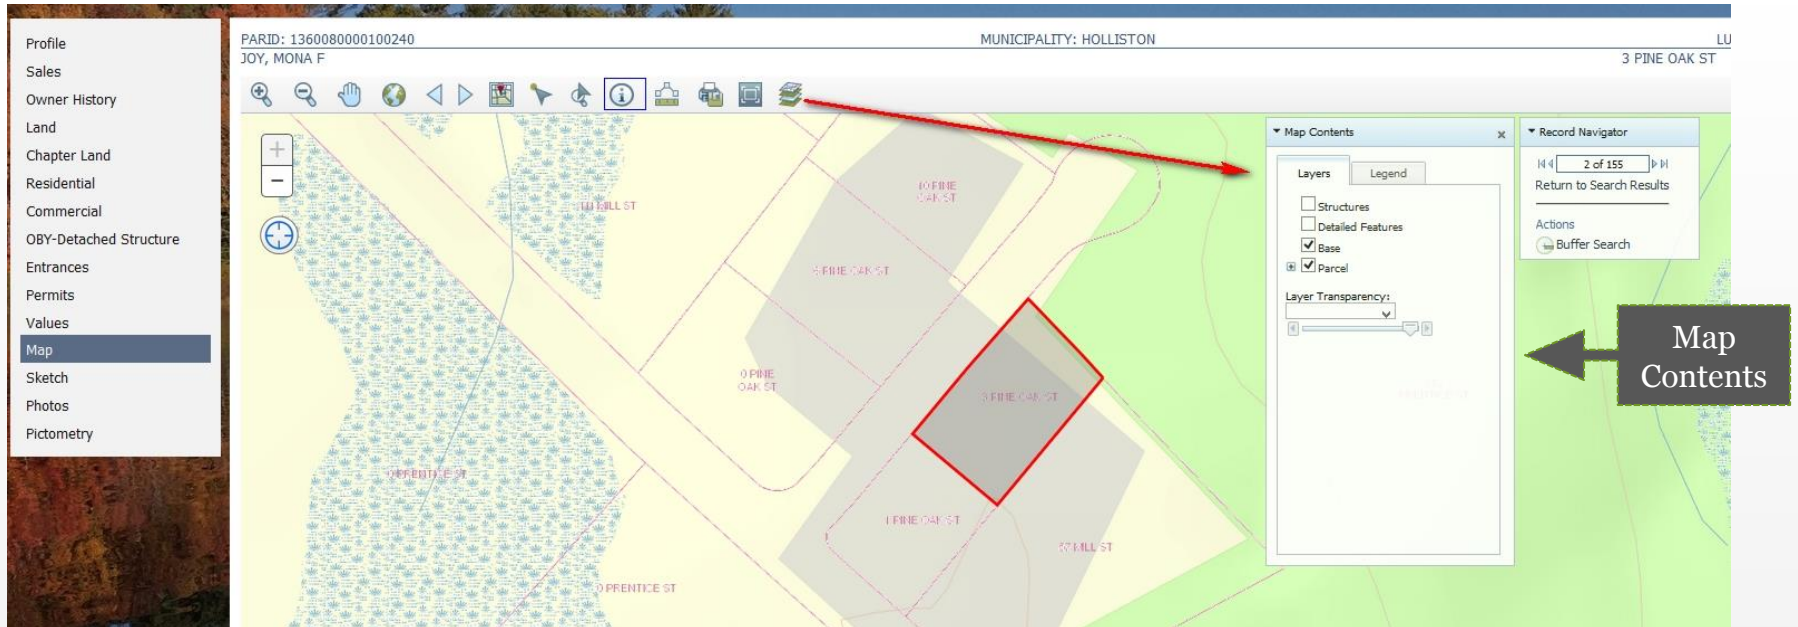 Profile
Sales
Owner History
Land
Chapter Land
Residential
Commercial
OBY-Detached Structure
Entrances
Permits
Values
Map
Sketch
Photos
Pictometry
PARID: 1360080000100240
MUNICIPALITY: HOLLISTON
LU
JOY, MONA F
3 PINE OAK ST
10 PINE
OAK ST
MILL ST
PINE OAK ST
0 PINE
OAK ST
3 PINE OAK ST
0 PRENTICE ST
1 PINE OAK ST
MILL ST
0 PRENTICE ST
Map Contents
Layers
Legend
Structures
Detailed Features
Base
Parcel
Layer Transparency:
Record Navigator
2 of 155
Return to Search Results
Actions
Buffer Search
Map
Contents